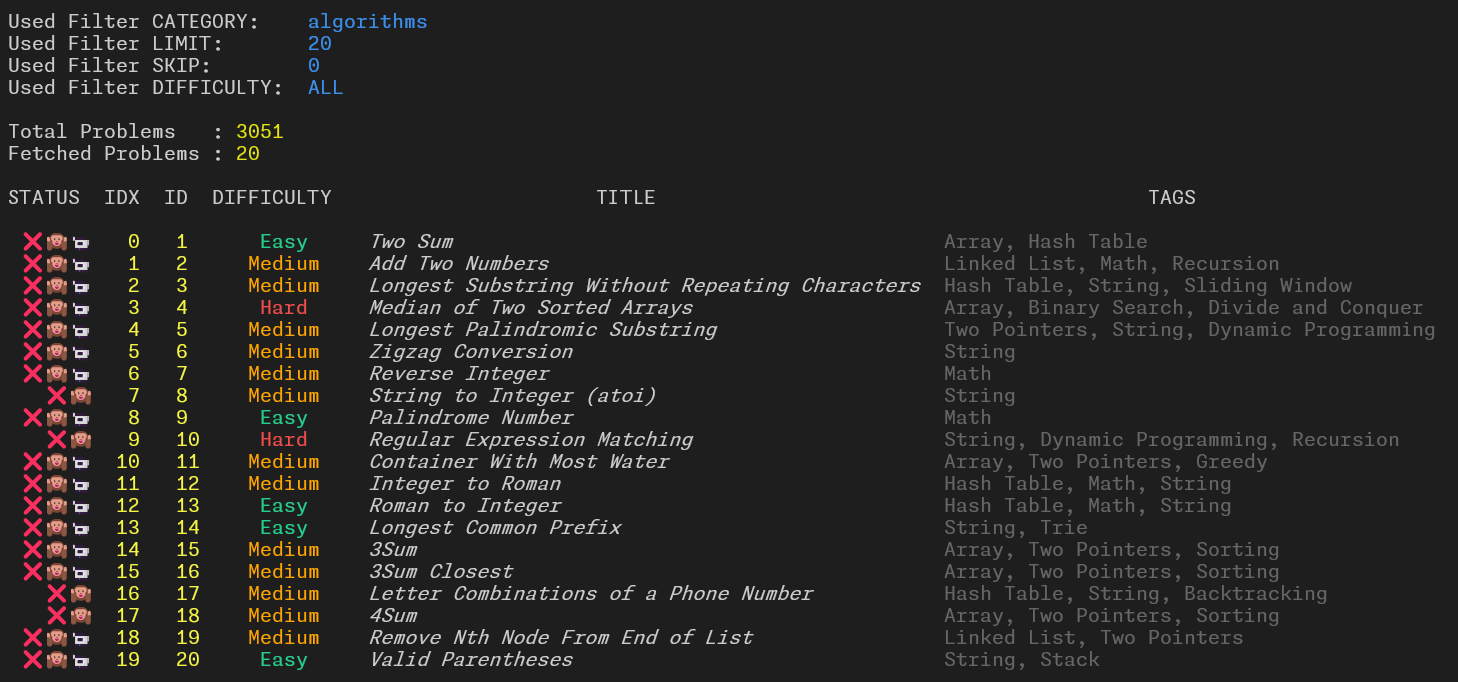 Used Filter CATEGORY: algorithms
Used Filter LIMIT: 20
Used Filter SKIP: 0
Used Filter DIFFICULTY: ALL
Total Problems : 3051
Fetched Problems : 20
STATUS IDX ID DIFFICULTY TITLE TAGS
0 1 Easy Two Sum Array, Hash Table
1 2 Medium Add Two Numbers Linked List, Math, Recursion
2 3 Medium Longest Substring Without Repeating Characters Hash Table, String, Sliding Window
3 4 Hard Median of Two Sorted Arrays Array, Binary Search, Divide and Conquer
4 5 Medium Longest Palindromic Substring Two Pointers, String, Dynamic Programming
5 6 Medium Zigzag Conversion String
6 7 Medium Reverse Integer Math
7 8 Medium String to Integer (atoi) String
8 9 Easy Palindrome Number Math
9 10 Hard Regular Expression Matching String, Dynamic Programming, Recursion
10 11 Medium Container With Most Water Array, Two Pointers, Greedy
11 12 Medium Integer to Roman Hash Table, Math, String
12 13 Easy Roman to Integer Hash Table, Math, String
13 14 Easy Longest Common Prefix String, Trie
14 15 Medium 3Sum Array, Two Pointers, Sorting
15 16 Medium 3Sum Closest Array, Two Pointers, Sorting
16 17 Medium Letter Combinations of a Phone Number Hash Table, String, Backtracking
17 18 Medium 4Sum Array, Two Pointers, Sorting
18 19 Medium Remove Nth Node From End of List Linked List, Two Pointers
19 20 Easy Valid Parentheses String, Stack